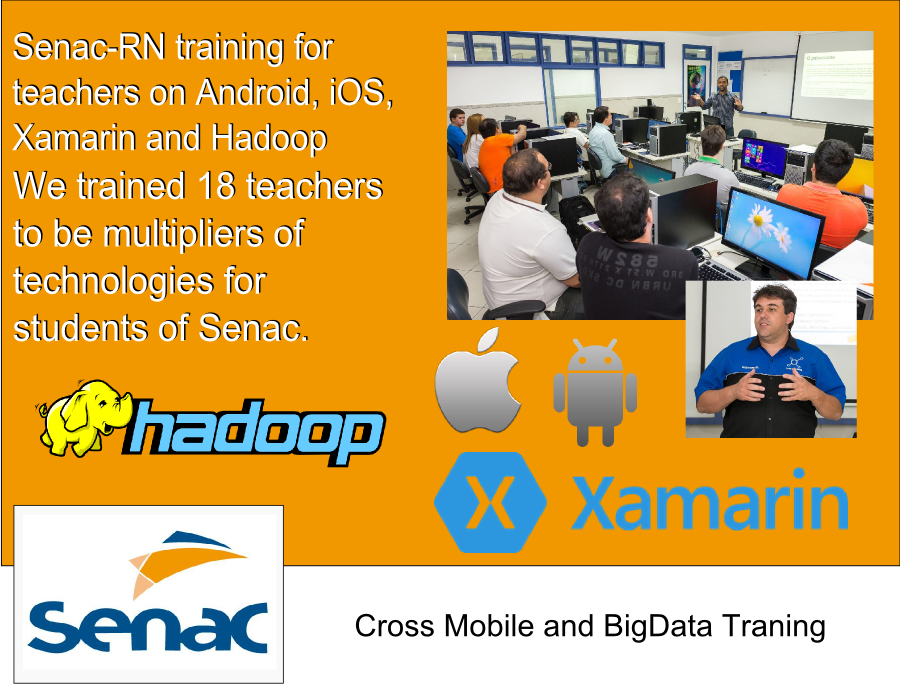 Senac-RN training for
teachers on Android, iOS,
Xamarin and Hadoop
We trained 18 teachers
to be multipliers of
technologies for
students of Senac.
hadoop
X Xamarin
senac
Cross Mobile and BigData Traning